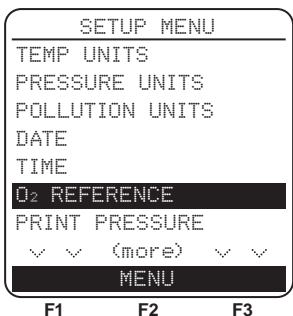 SETUP MENU
TEMP UNITS
PRESSURE UNITS
POLLUTION UNITS
DATE
TIME
O₂ REFERENCE
PRINT PRESSURE
(more)
MENU
F1 F2 F3